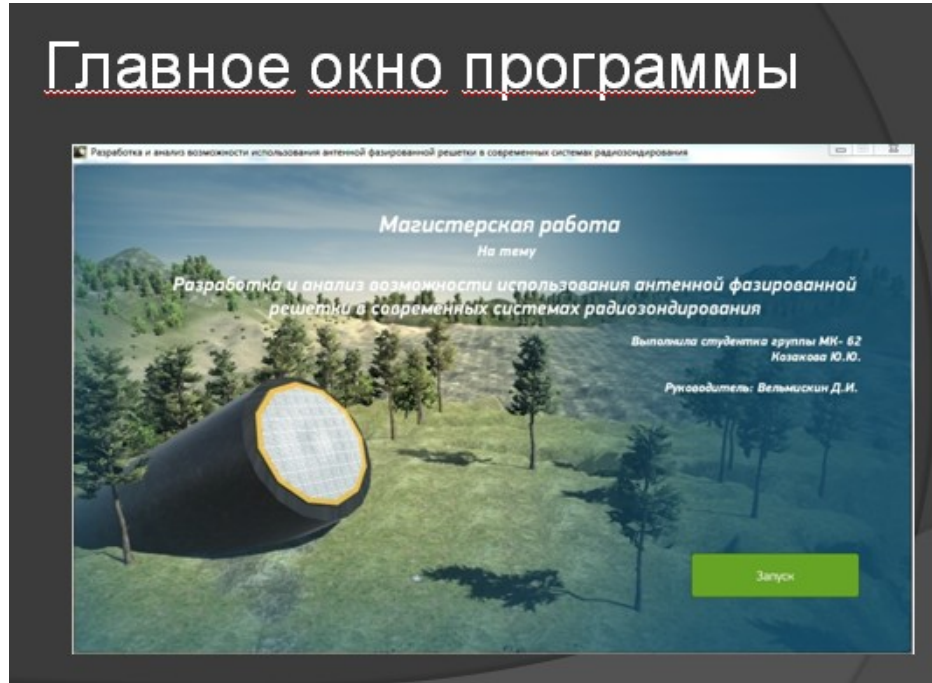 Главное окно программы
Разработка и анализ возможности использования антенной фазированной решетки в современных системах радиозондирования
Магистерская работа
На тему
Разработка и анализ возможности использования антенной фазированной
решетки в современных системах радиозондирования
Выполнила студентка группы МК- 62
Козакова Ю.Ю.
Руководитель: Вельмискин Д.И.
Запуск